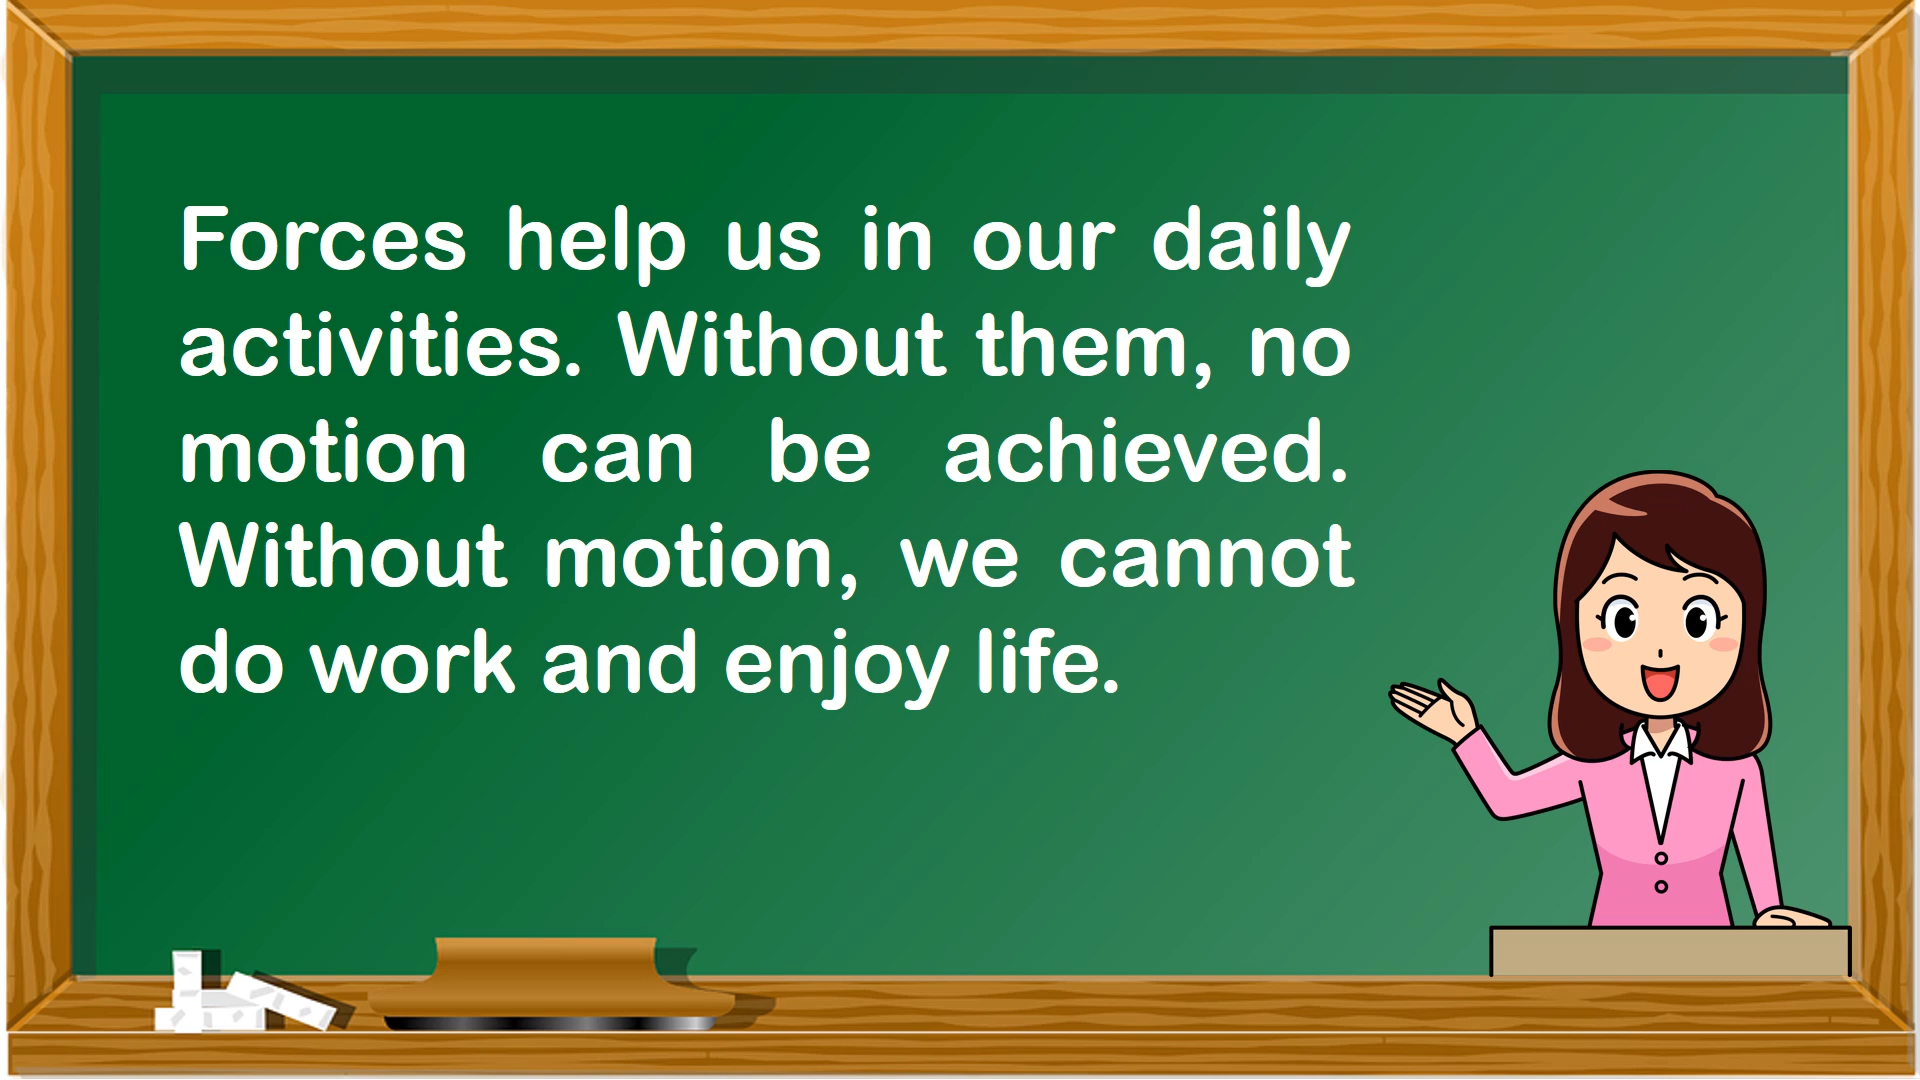 Forces help us in our daily
activities. Without them, no
motion can be achieved.
Without motion, we cannot
do work and enjoy life.